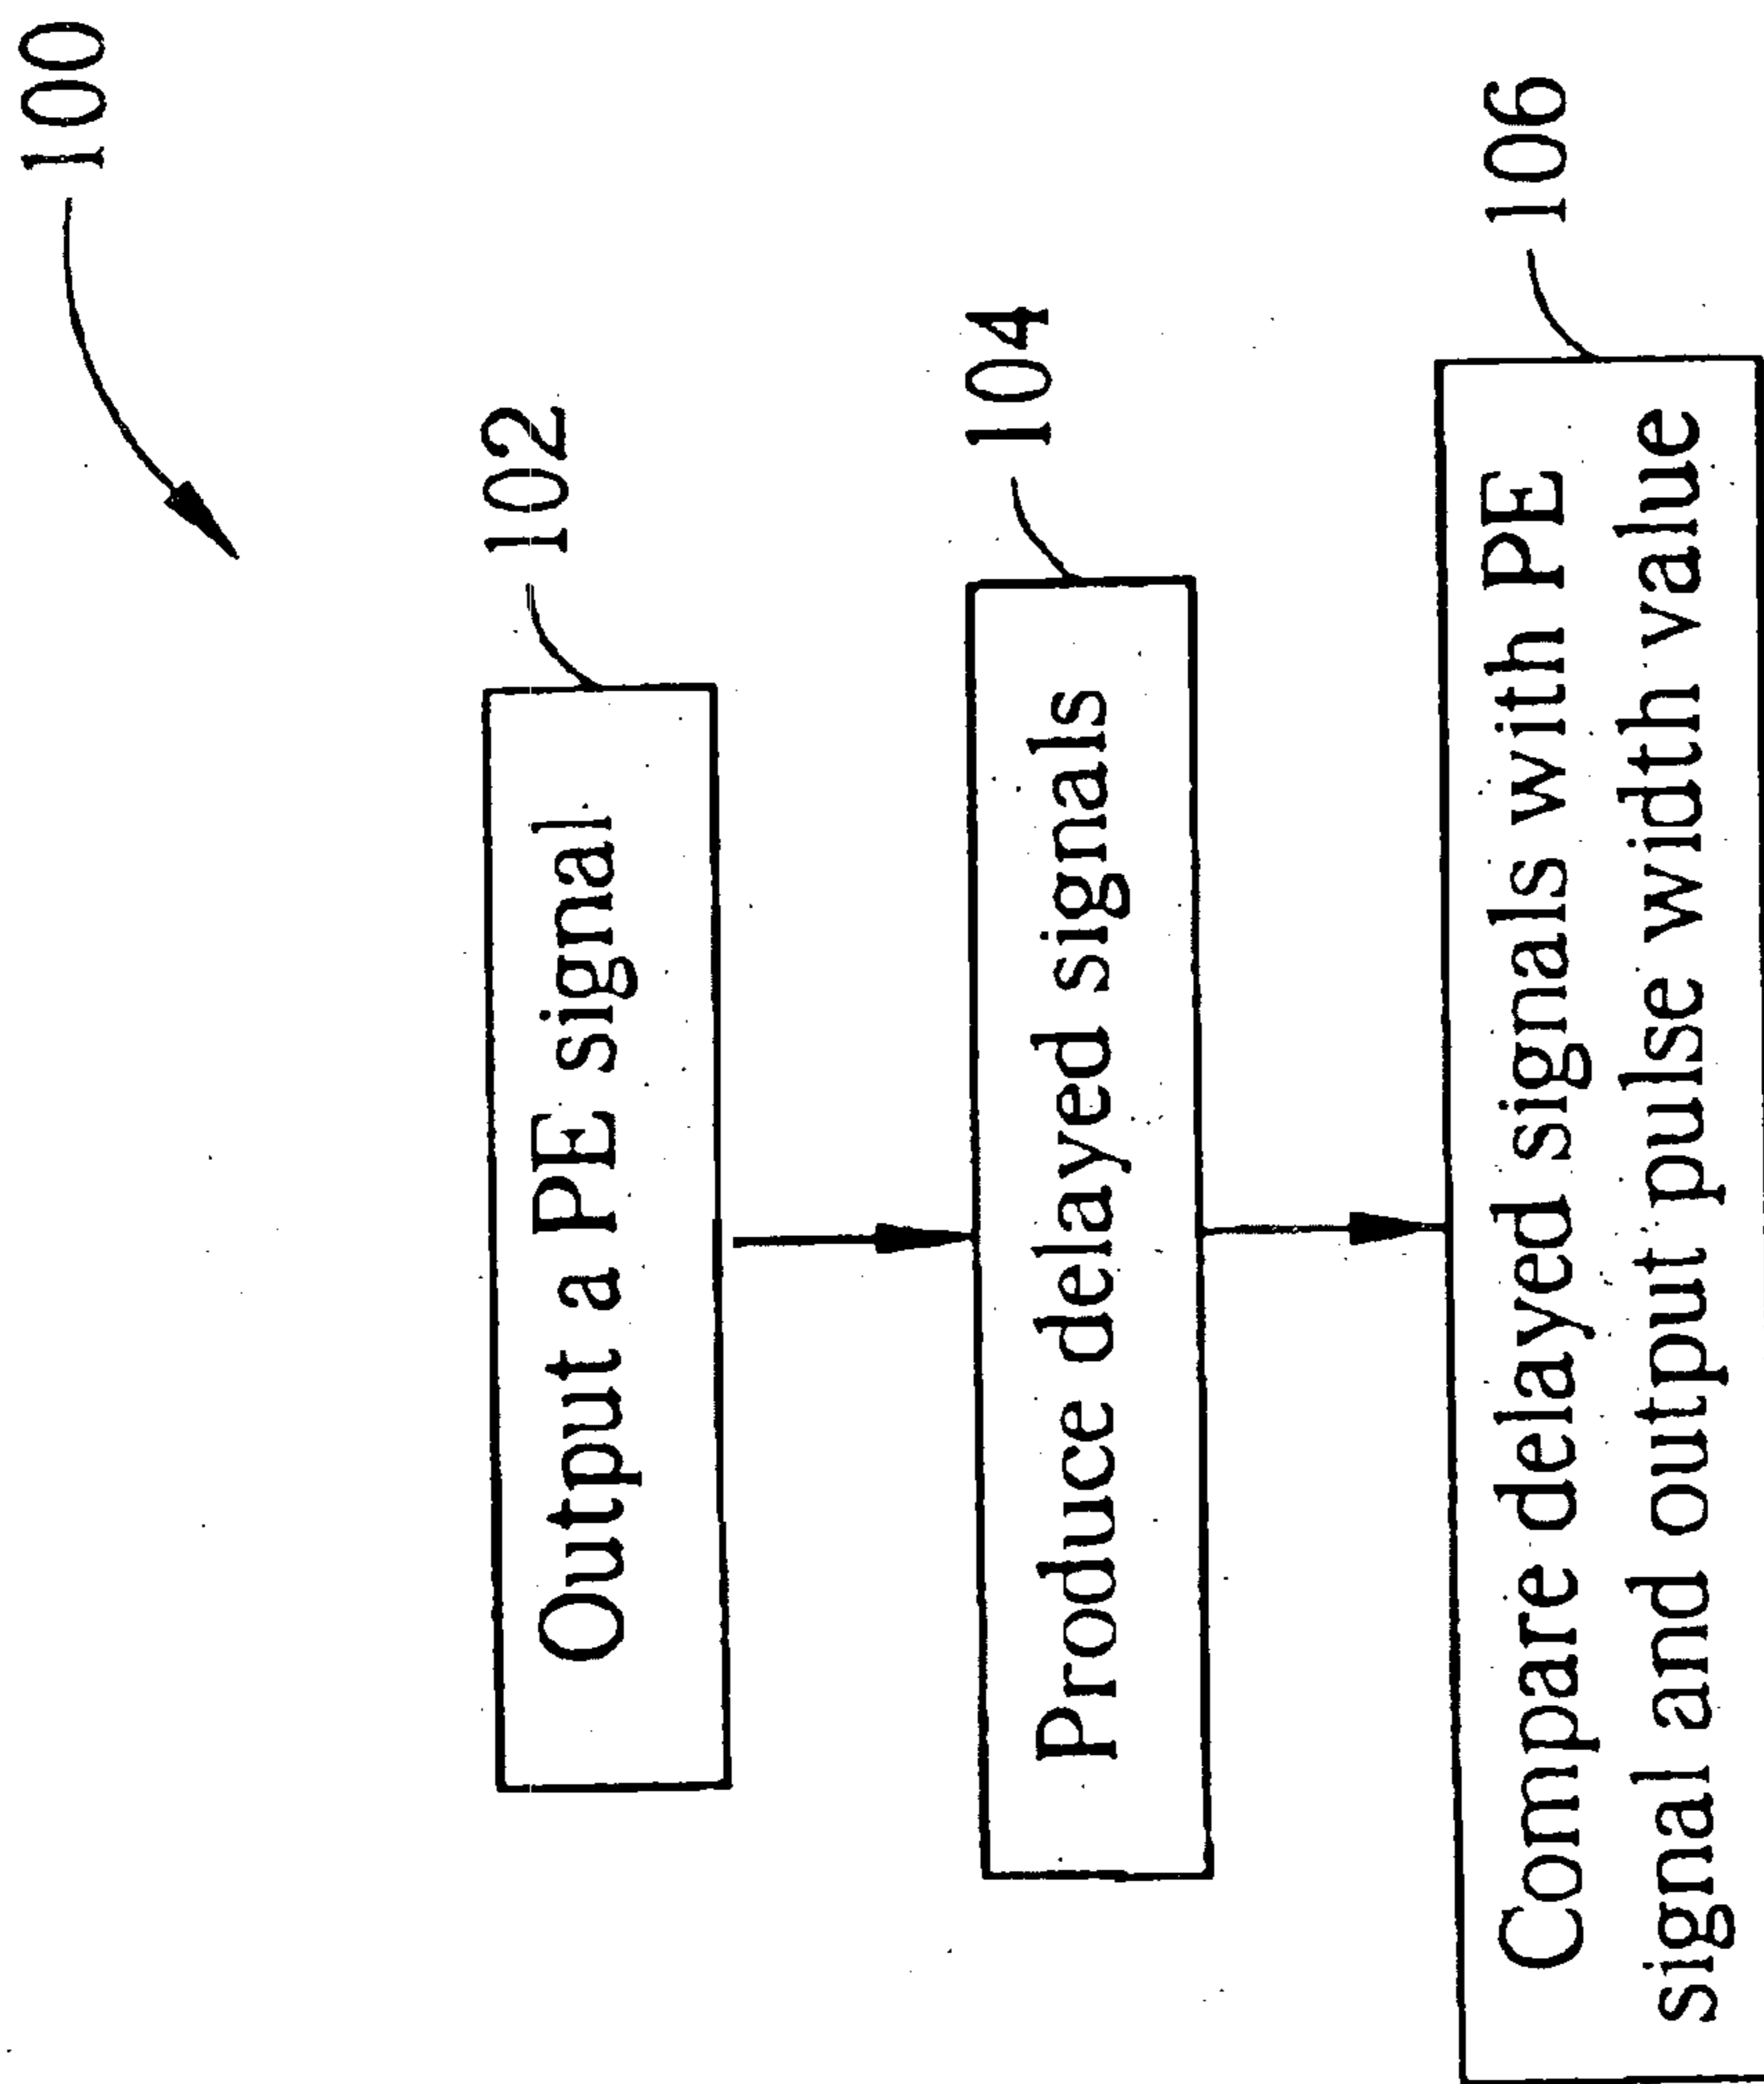 100
102
Output a PE signal
104
Produce delayed signals
106
Compare delayed signals with PE
signal and output pulse width value